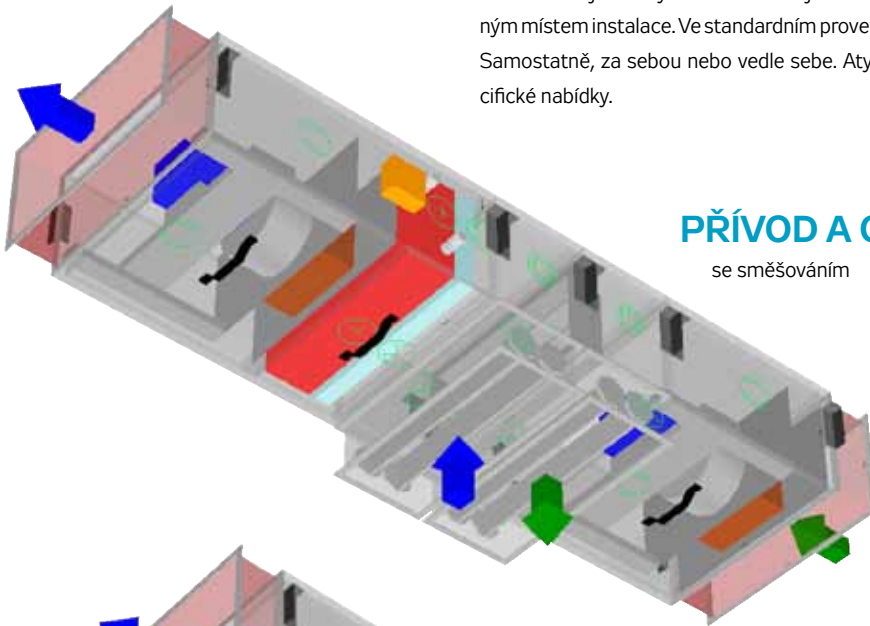 ným místem instalace. Ve standardním prove
Samostatně, za sebou nebo vedle sebe. Aty
cifické nabídky.
PŘÍVOD A
se směšováním